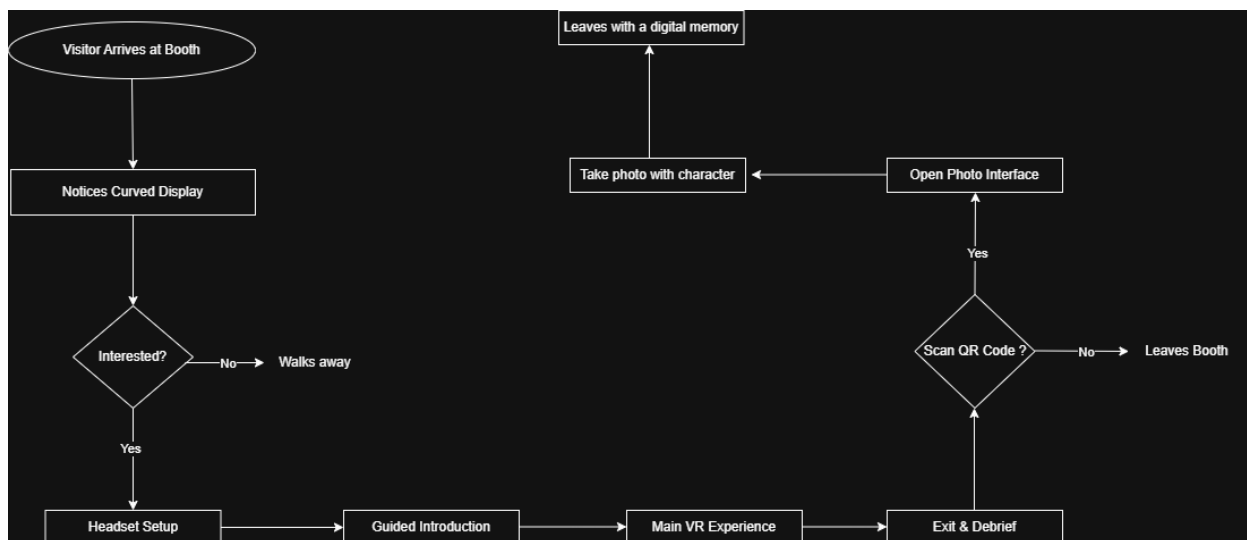 Visitor Arrives at Booth
Notices Curved Display
Interested?
No
Walks away
Yes
Headset Setup
Guided Introduction
Main VR Experience
Exit & Debrief
Scan QR Code ?
No
Leaves Booth
Yes
Open Photo Interface
Take photo with character
Leaves with a digital memory